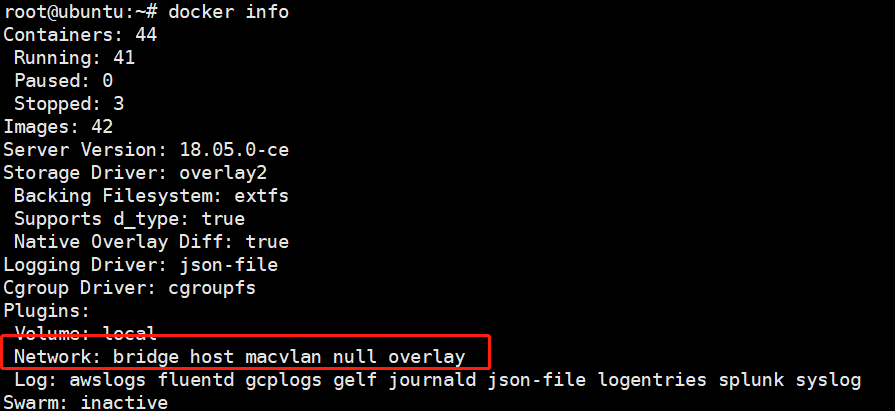 root@ubuntu:~# docker info
Containers: 44
 Running: 41
 Paused: 0
 Stopped: 3
Images: 42
Server Version: 18.05.0-ce
Storage Driver: overlay2
 Backing Filesystem: extfs
 Supports d_type: true
 Native Overlay Diff: true
Logging Driver: json-file
Cgroup Driver: cgroupfs
Plugins:
 Volume: local
 Network: bridge host macvlan null overlay
 Log: awslogs fluentd gcplogs gelf journald json-file logentries splunk syslog
Swarm: inactive